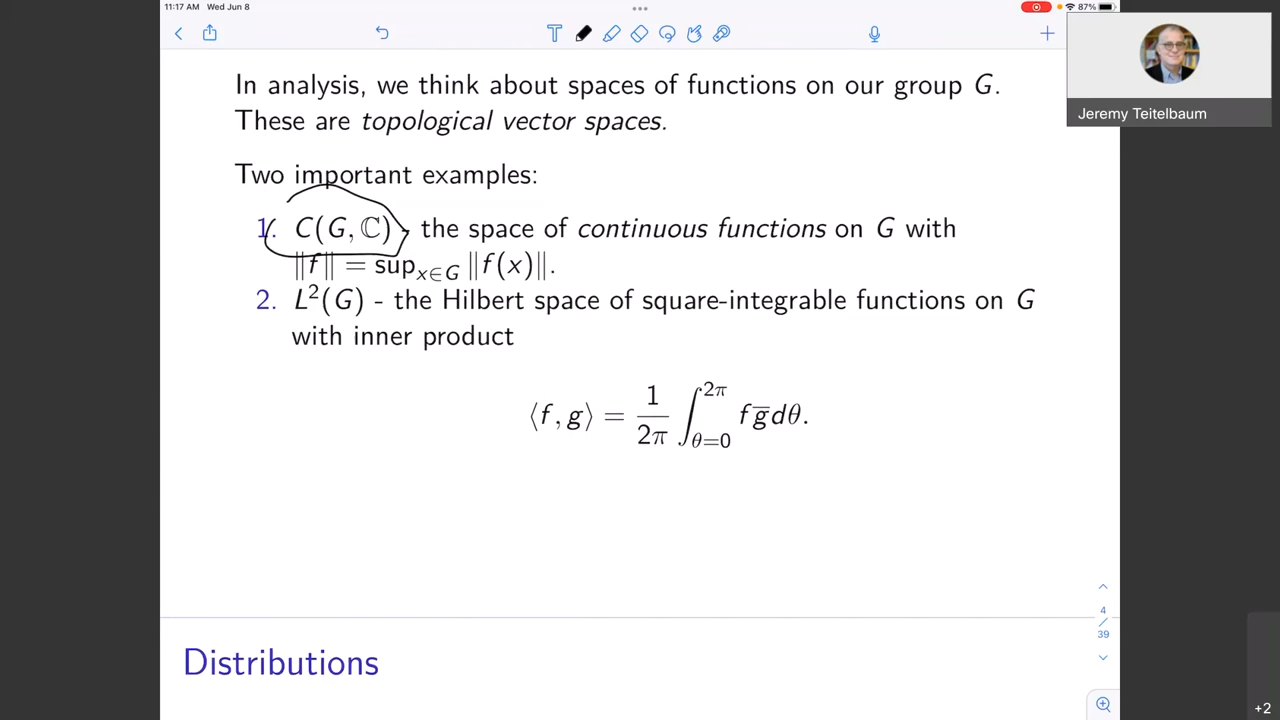 11:17 AM Wed Jun 8
87%
In analysis, we think about spaces of functions on our group G.
These are topological vector spaces.
Jeremy Teitelbaum
Two important examples:
1. C(G, ℂ) - the space of continuous functions on G with
‖f‖ = sup_{x∈G} ‖f(x)‖.
2. L²(G) - the Hilbert space of square-integrable functions on G
with inner product
⟨f, g⟩ = \frac{1}{2π} ∫_{θ=0}^{2π} f\overline{g}dθ.
4
/
39
Distributions
+2